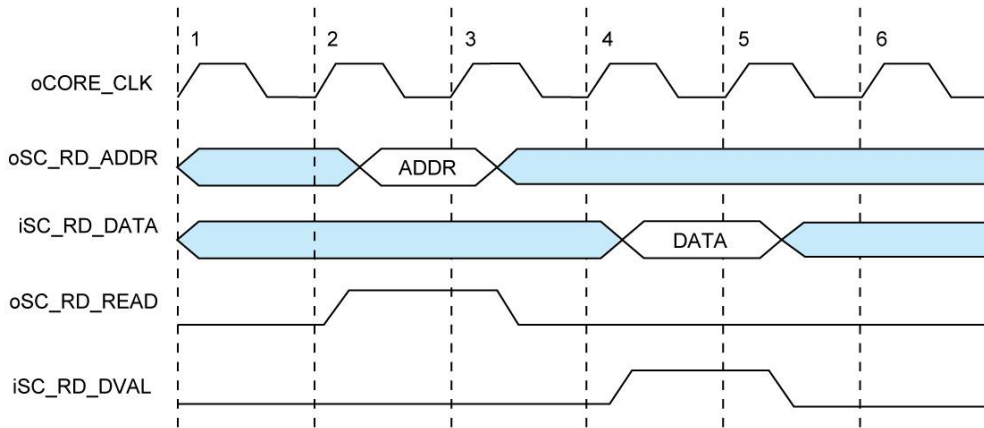 1 2 3 4 5 6
oCORE_CLK
oSC_RD_ADDR ADDR
iSC_RD_DATA DATA
oSC_RD_READ
iSC_RD_DVAL